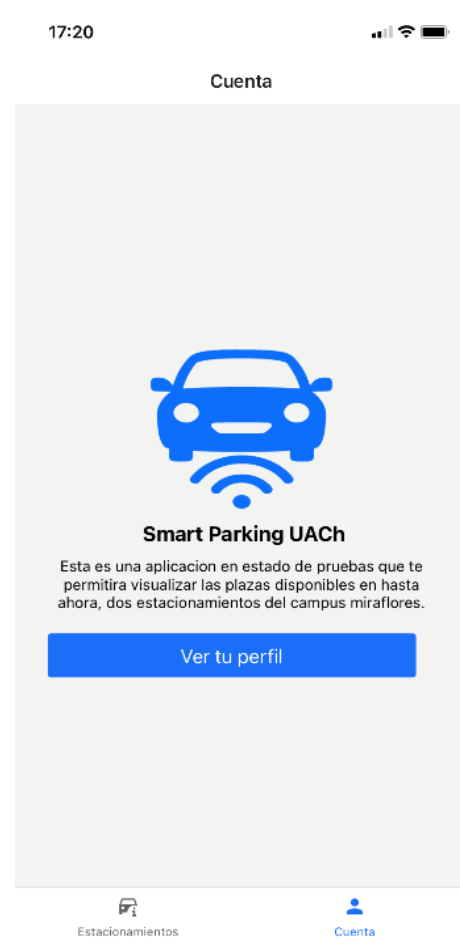 17:20
Cuenta
Smart Parking UACh
Esta es una aplicacion en estado de pruebas que te
permitira visualizar las plazas disponibles en hasta
ahora, dos estacionamientos del campus miraflores.
Ver tu perfil
Estacionamientos
Cuenta